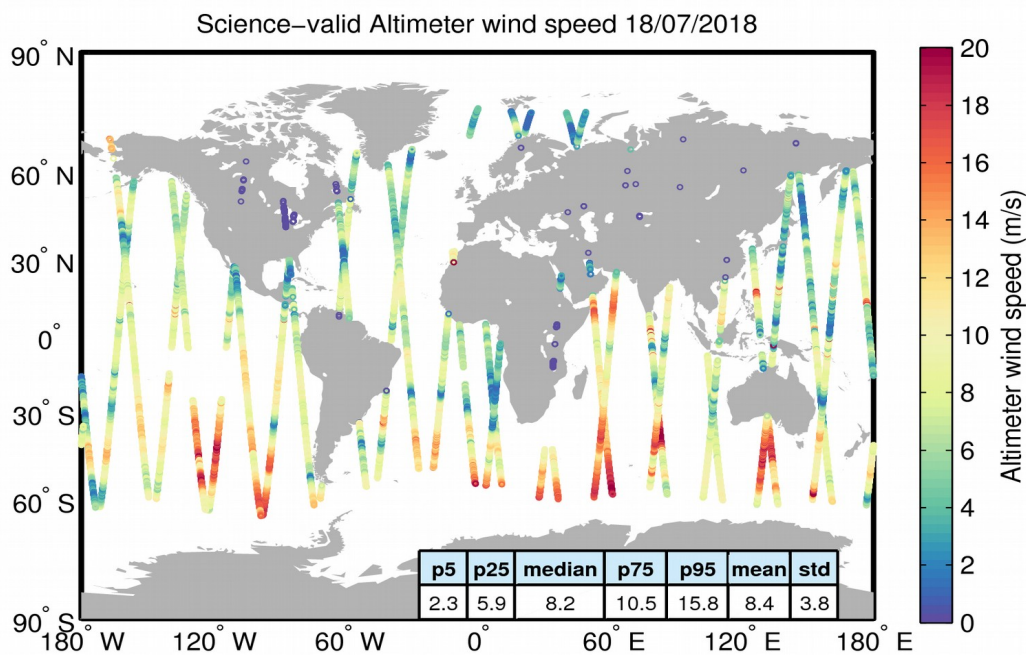 Science−valid Altimeter wind speed 18/07/2018
90° N
60° N
30° N
0°
30° S
60° S
90° S
180° W
120° W
60° W
0°
60° E
120° E
180° E
p5 p25 median p75 p95 mean std
2.3 5.9 8.2 10.5 15.8 8.4 3.8
20
18
16
14
12
10
8
6
4
2
0
Altimeter wind speed (m/s)